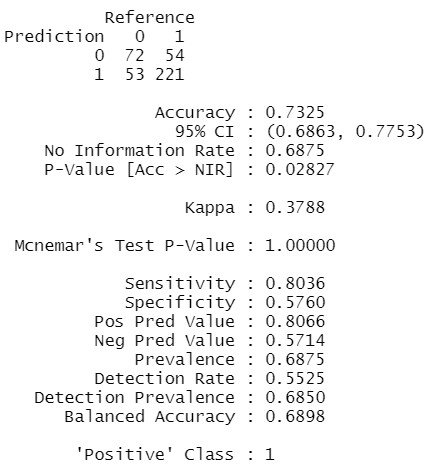 Reference
Prediction 0 1
0 72 54
1 53 221
Accuracy : 0.7325
95% CI : (0.6863, 0.7753)
No Information Rate : 0.6875
P-Value [Acc > NIR] : 0.02827
Kappa : 0.3788
Mcnemar's Test P-Value : 1.00000
Sensitivity : 0.8036
Specificity : 0.5760
Pos Pred Value : 0.8066
Neg Pred Value : 0.5714
Prevalence : 0.6875
Detection Rate : 0.5525
Detection Prevalence : 0.6850
Balanced Accuracy : 0.6898
'Positive' Class : 1